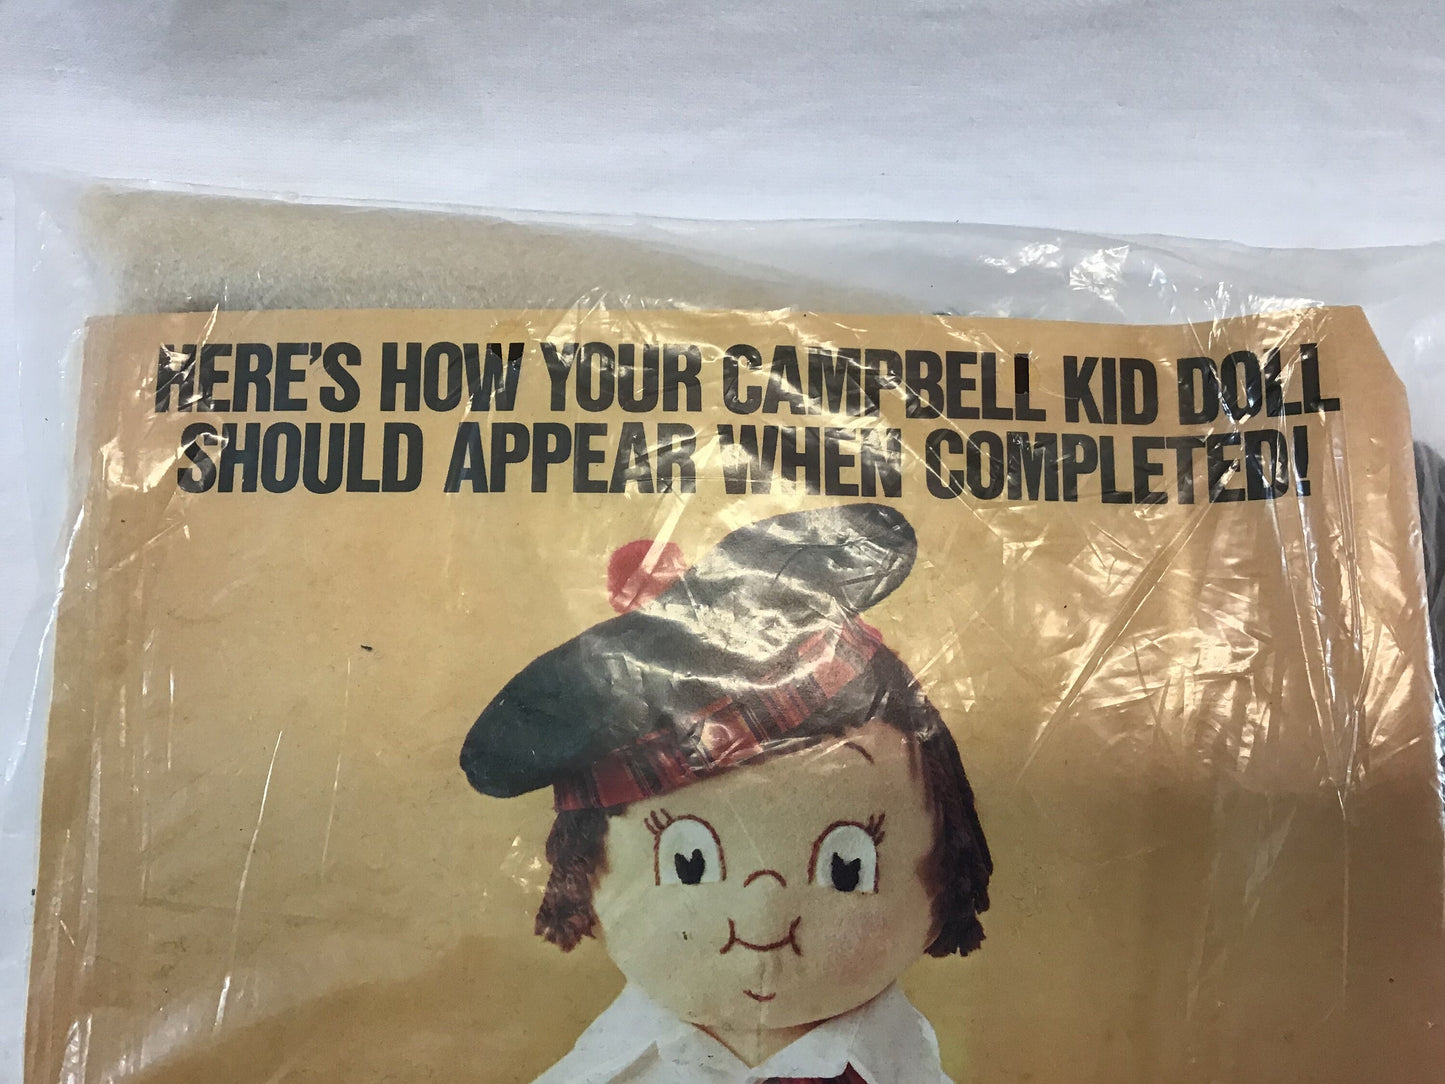 HERE'S HOW YOUR CAMPBELL KID DOLL
SHOULD APPEAR WHEN COMPLETED!